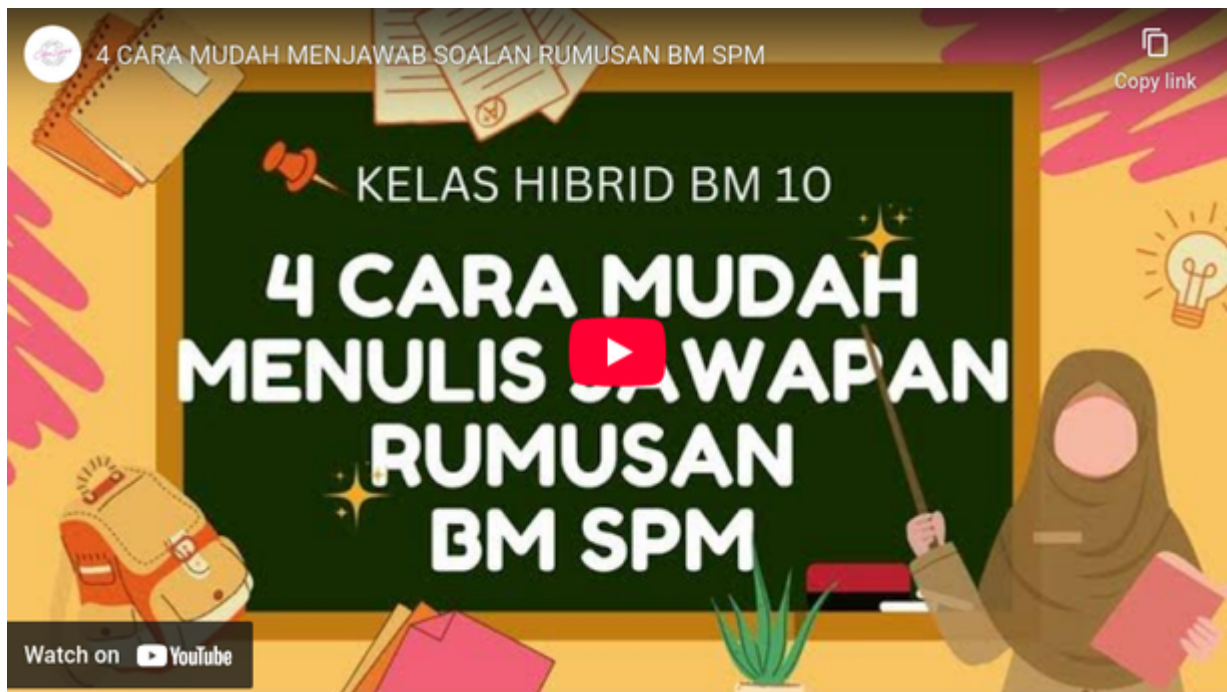 4 CARA MUDAH MENJAWAB SOALAN RUMUSAN BM SPM
Copy link
KELAS HIBRID BM 10
4 CARA MUDAH
MENULIS JAWAPAN
RUMUSAN
BM SPM
Watch on YouTube